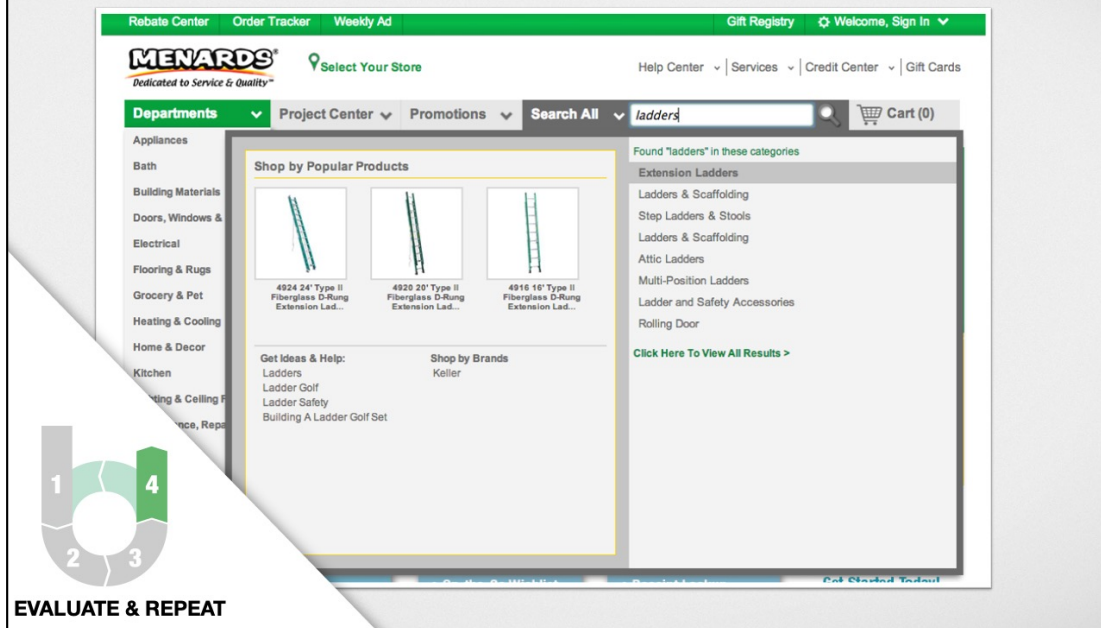 Rebate Center Order Tracker Weekly Ad Gift Registry Welcome, Sign In
MENARDS®
Dedicated to Service & Quality™
Select Your Store
Help Center Services Credit Center Gift Cards
Departments Project Center Promotions Search All ladders Cart (0)
Appliances
Bath
Building Materials
Doors, Windows &
Electrical
Flooring & Rugs
Grocery & Pet
Heating & Cooling
Home & Decor
Kitchen
& Ceiling
Shop by Popular Products
4924 24' Type II
Fiberglass D-Rung
Extension Lad...
4920 20' Type II
Fiberglass D-Rung
Extension Lad...
4916 16' Type II
Fiberglass D-Rung
Extension Lad...
Get Ideas & Help:
Ladders
Ladder Golf
Ladder Safety
Building A Ladder Golf Set
Shop by Brands
Keller
Found "ladders" in these categories
Extension Ladders
Ladders & Scaffolding
Step Ladders & Stools
Ladders & Scaffolding
Attic Ladders
Multi-Position Ladders
Ladder and Safety Accessories
Rolling Door
Click Here To View All Results >
Get Started Today!
1
2
3
4
EVALUATE & REPEAT